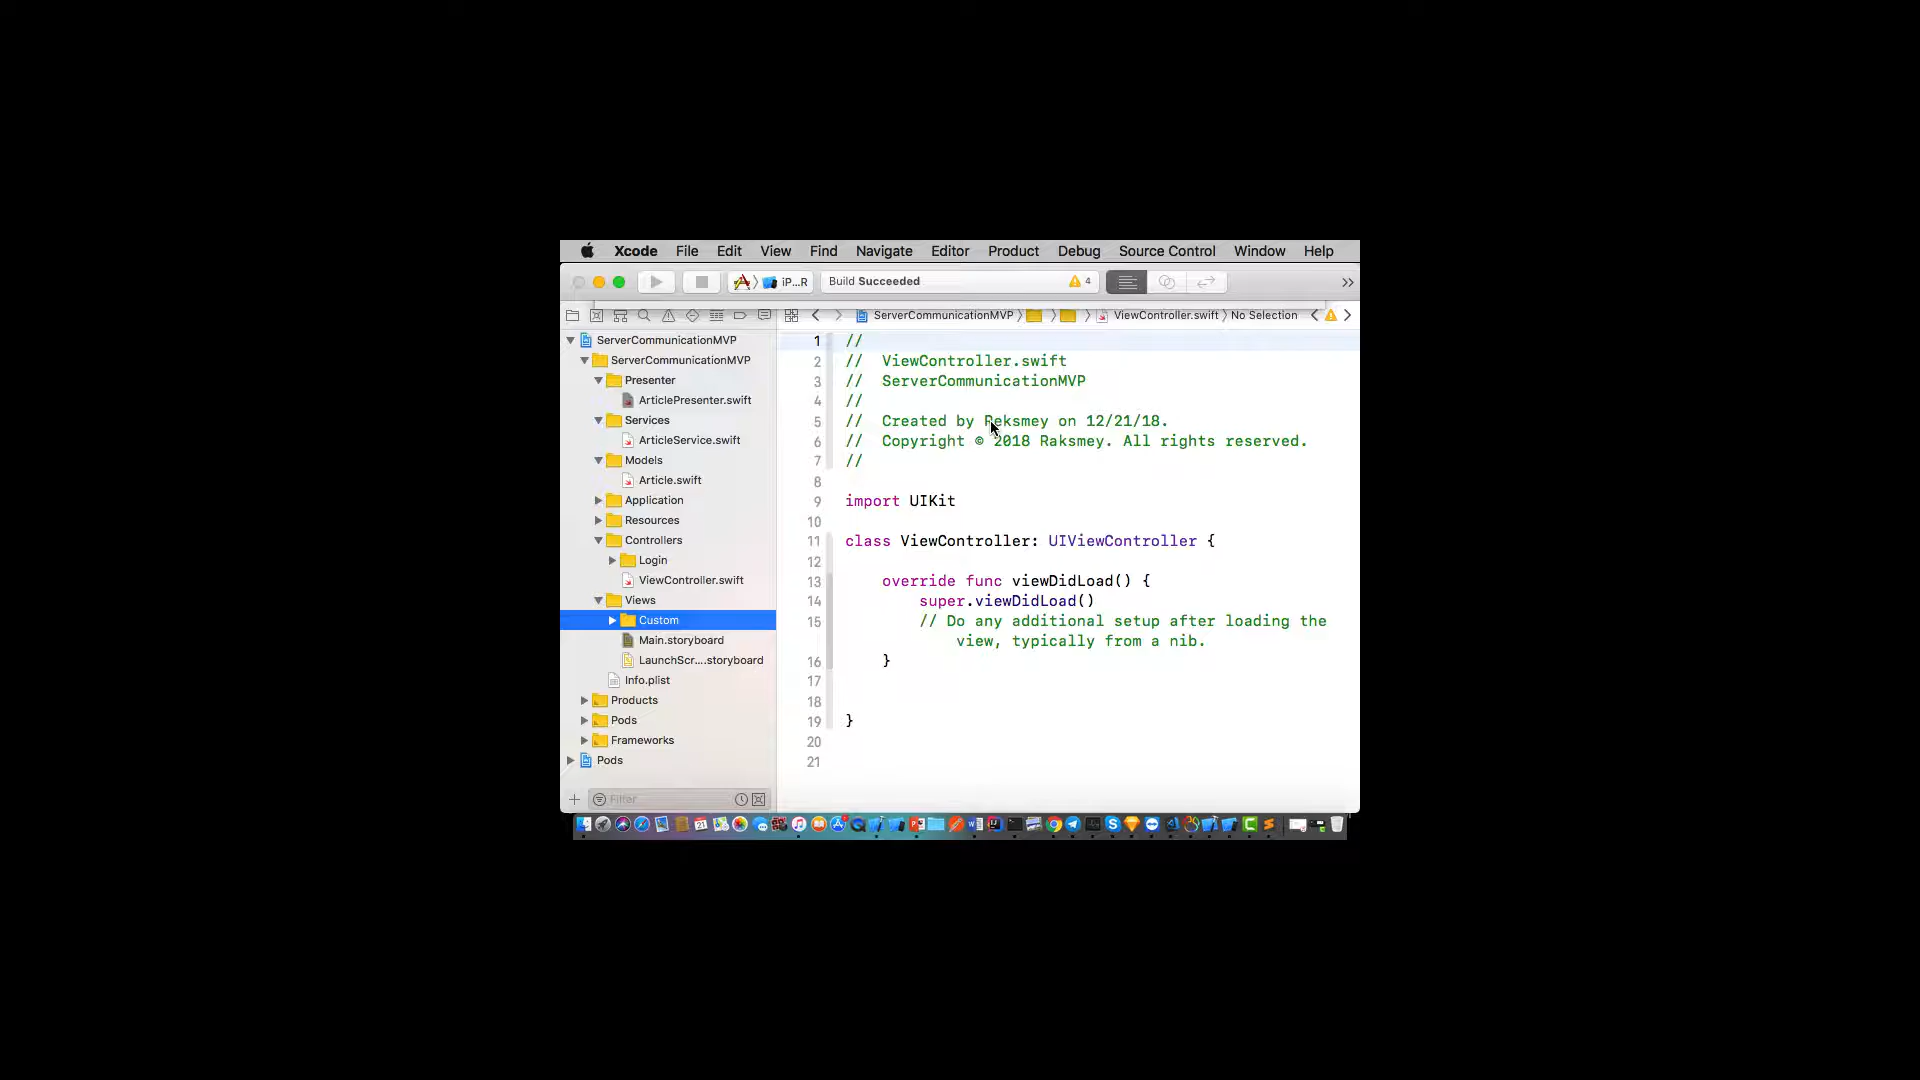 Xcode File Edit View Find Navigate Editor Product Debug Source Control Window Help
iP...R Build Succeeded 4
ServerCommunicationMVP ViewController.swift No Selection
ServerCommunicationMVP
ServerCommunicationMVP
Presenter
ArticlePresenter.swift
Services
ArticleService.swift
Models
Article.swift
Application
Resources
Controllers
Login
ViewController.swift
Views
Custom
Main.storyboard
LaunchScr....storyboard
Info.plist
Products
Pods
Frameworks
Pods
Filter
1 //
2 // ViewController.swift
3 // ServerCommunicationMVP
4 //
5 // Created by Reksmey on 12/21/18.
6 // Copyright © 2018 Raksmey. All rights reserved.
7 //
8
9 import UIKit
10
11 class ViewController: UIViewController {
12
13 override func viewDidLoad() {
14 super.viewDidLoad()
15 // Do any additional setup after loading the
view, typically from a nib.
16 }
17
18
19 }
20
21